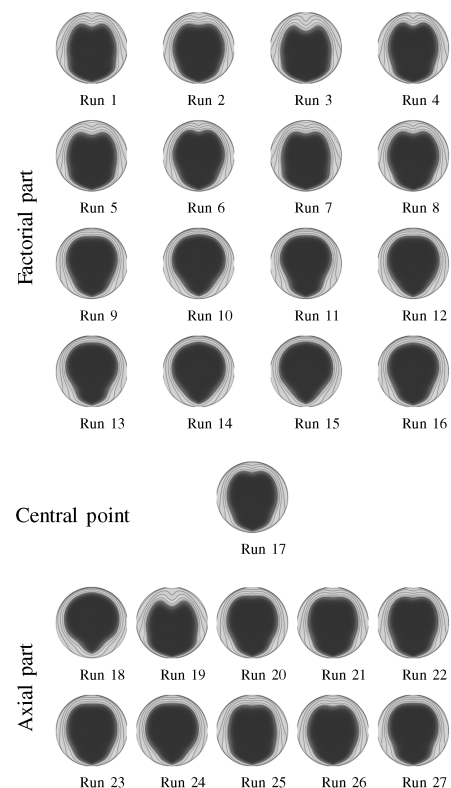 Factorial part
Run 1 Run 2 Run 3 Run 4
Run 5 Run 6 Run 7 Run 8
Run 9 Run 10 Run 11 Run 12
Run 13 Run 14 Run 15 Run 16
Central point
Run 17
Axial part
Run 18 Run 19 Run 20 Run 21 Run 22
Run 23 Run 24 Run 25 Run 26 Run 27